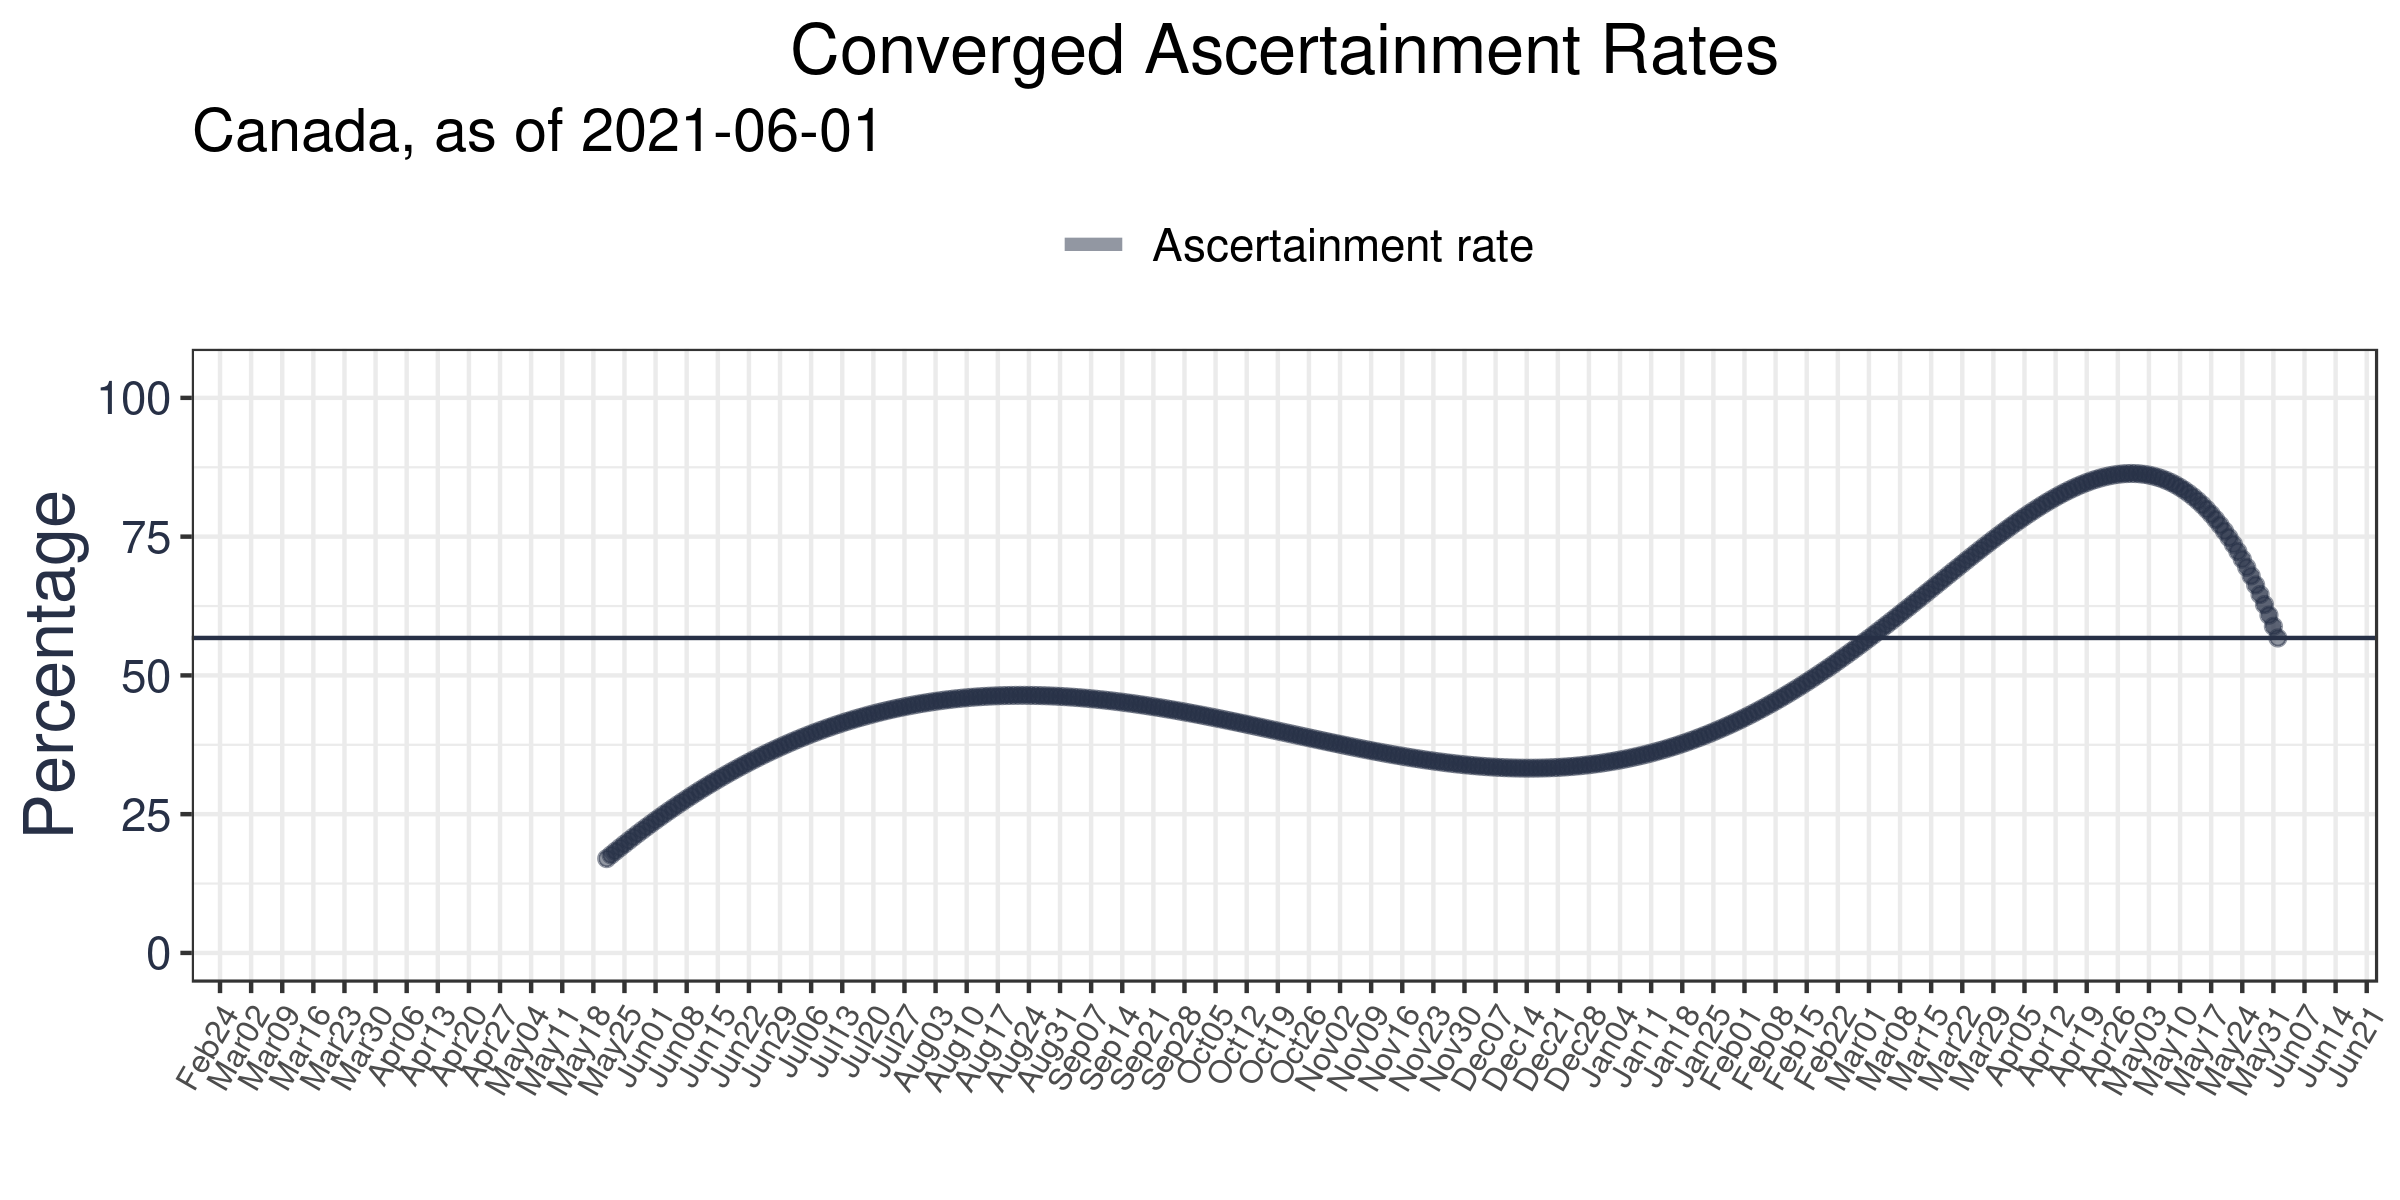 Converged Ascertainment Rates
Canada, as of 2021-06-01
Ascertainment rate
Percentage
100
75
50
25
0
Feb24
Mar02
Mar09
Mar16
Mar23
Mar30
Apr06
Apr13
Apr20
Apr27
May04
May11
May18
May25
Jun01
Jun08
Jun15
Jun22
Jun29
Jul06
Jul13
Jul20
Jul27
Aug03
Aug10
Aug17
Aug24
Aug31
Sep07
Sep14
Sep21
Sep28
Oct05
Oct12
Oct19
Oct26
Nov02
Nov09
Nov16
Nov23
Nov30
Dec07
Dec14
Dec21
Dec28
Jan04
Jan11
Jan18
Jan25
Feb01
Feb08
Feb15
Feb22
Mar01
Mar08
Mar15
Mar22
Mar29
Apr05
Apr12
Apr19
Apr26
May03
May10
May17
May24
May31
Jun07
Jun14
Jun21